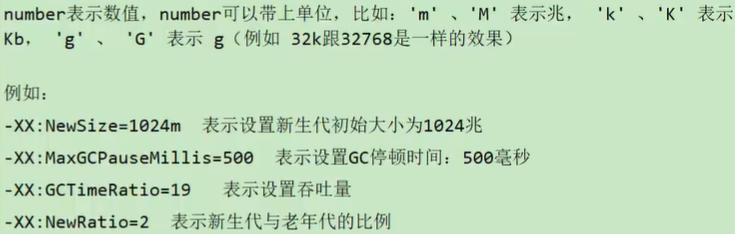 number表示数值，number可以带上单位，比如：'m' 、'M' 表示兆， 'k' 、'K' 表示
Kb， 'g' 、 'G' 表示 g（例如 32k跟32768是一样的效果）
例如：
-XX:NewSize=1024m  表示设置新生代初始大小为1024兆
-XX:MaxGCPauseMillis=500  表示设置GC停顿时间：500毫秒
-XX:GCTimeRatio=19   表示设置吞吐量
-XX:NewRatio=2  表示新生代与老年代的比例